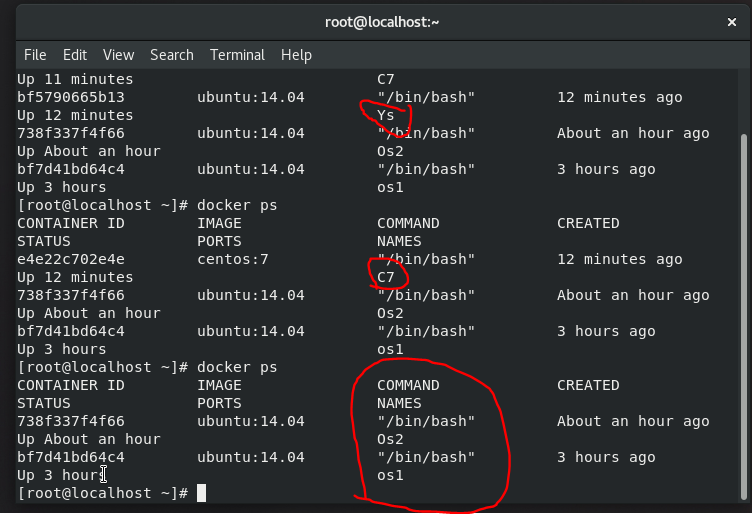 root@localhost:~
File Edit View Search Terminal Help
Up 11 minutes C7
bf5790665b13 ubuntu:14.04 "/bin/bash" 12 minutes ago
Up 12 minutes Ys
738f337f4f66 ubuntu:14.04 "/bin/bash" About an hour ago
Up About an hour Os2
bf7d41bd64c4 ubuntu:14.04 "/bin/bash" 3 hours ago
Up 3 hours os1
[root@localhost ~]# docker ps
CONTAINER ID IMAGE COMMAND CREATED
STATUS PORTS NAMES
e4e22c702e4e centos:7 "/bin/bash" 12 minutes ago
Up 12 minutes C7
738f337f4f66 ubuntu:14.04 "/bin/bash" About an hour ago
Up About an hour Os2
bf7d41bd64c4 ubuntu:14.04 "/bin/bash" 3 hours ago
Up 3 hours os1
[root@localhost ~]# docker ps
CONTAINER ID IMAGE COMMAND CREATED
STATUS PORTS NAMES
738f337f4f66 ubuntu:14.04 "/bin/bash" About an hour ago
Up About an hour Os2
bf7d41bd64c4 ubuntu:14.04 "/bin/bash" 3 hours ago
Up 3 hours os1
[root@localhost ~]#